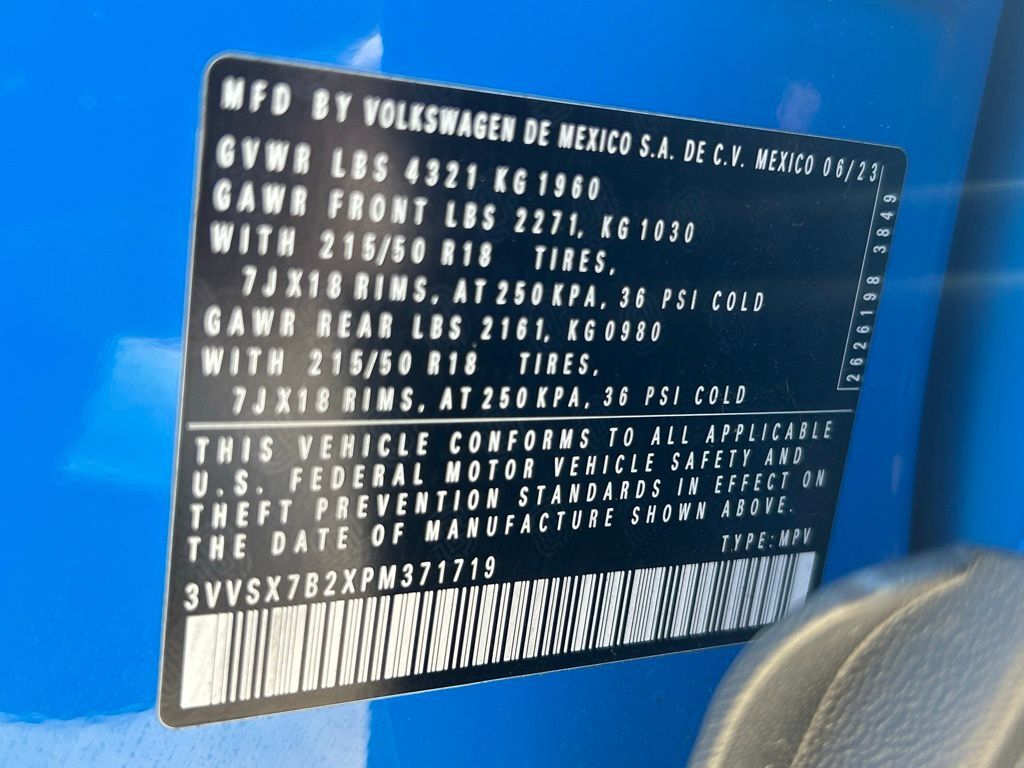 MFD BY VOLKSWAGEN DE MEXICO S.A. DE C.V. MEXICO 06/23
GVWR LBS 4321 KG 1960
GAWR FRONT LBS 2271, KG 1030
WITH 215/50 R18 TIRES,
7J X18 RIMS, AT 250 KPA, 36 PSI COLD
GAWR REAR LBS 2161, KG 0980
WITH 215/50 R18 TIRES,
7J X18 RIMS, AT 250 KPA, 36 PSI COLD
2626198 3849
THIS VEHICLE CONFORMS TO ALL APPLICABLE
U.S. FEDERAL MOTOR VEHICLE SAFETY AND
THEFT PREVENTION STANDARDS IN EFFECT ON
THE DATE OF MANUFACTURE SHOWN ABOVE.
TYPE: MPV
3VVSX7B2XPM371719